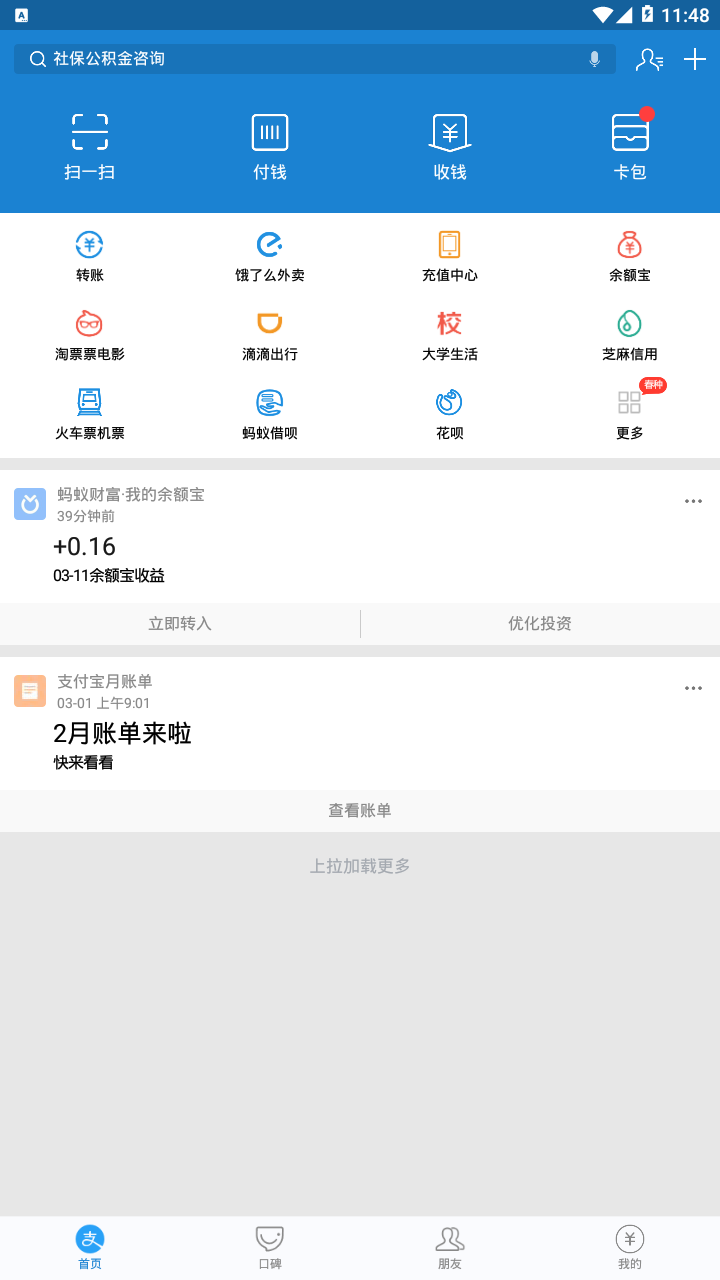 11:48
社保公积金咨询
扫一扫 付钱 收钱 卡包
转账 饿了么外卖 充值中心 余额宝
淘票票电影 滴滴出行 校 大学生活 芝麻信用
春种
火车票机票 蚂蚁借呗 花呗 更多
蚂蚁财富·我的余额宝
39分钟前
+0.16
03-11余额宝收益
立即转入 优化投资
支付宝月账单
03-01 上午9:01
2月账单来啦
快来看看
查看账单
上拉加载更多
支
首页 口碑 朋友 我的